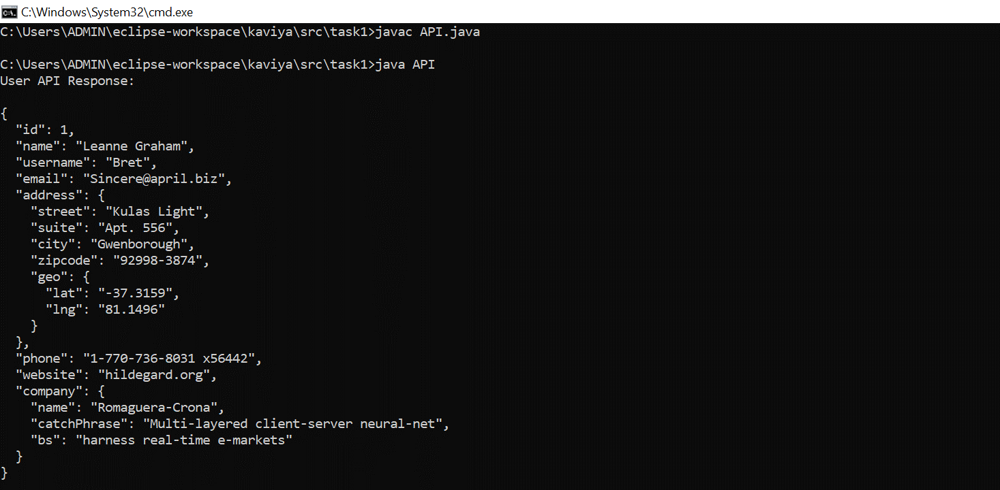 C:\Windows\System32\cmd.exe
C:\Users\ADMIN\eclipse-workspace\kaviya\src\task1>javac API.java
C:\Users\ADMIN\eclipse-workspace\kaviya\src\task1>java API
User API Response:
{
  "id": 1,
  "name": "Leanne Graham",
  "username": "Bret",
  "email": "Sincere@april.biz",
  "address": {
    "street": "Kulas Light",
    "suite": "Apt. 556",
    "city": "Gwenborough",
    "zipcode": "92998-3874",
    "geo": {
      "lat": "-37.3159",
      "lng": "81.1496"
    }
  },
  "phone": "1-770-736-8031 x56442",
  "website": "hildegard.org",
  "company": {
    "name": "Romaguera-Crona",
    "catchPhrase": "Multi-layered client-server neural-net",
    "bs": "harness real-time e-markets"
  }
}